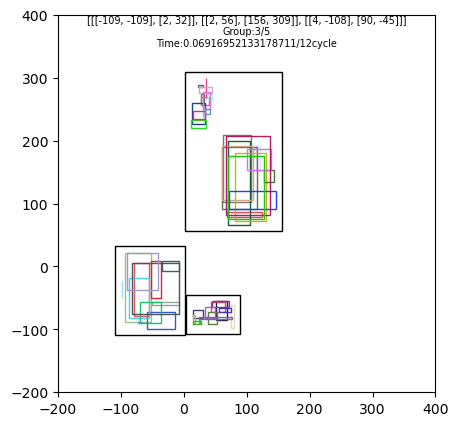 [[[-109, -109], [2, 32]], [[2, 56], [156, 309]], [[4, -108], [90, -45]]]
Group:3/5
Time:0.06916952133178711/12cycle
400
300
200
100
0
−100
−200
−200 −100 0 100 200 300 400